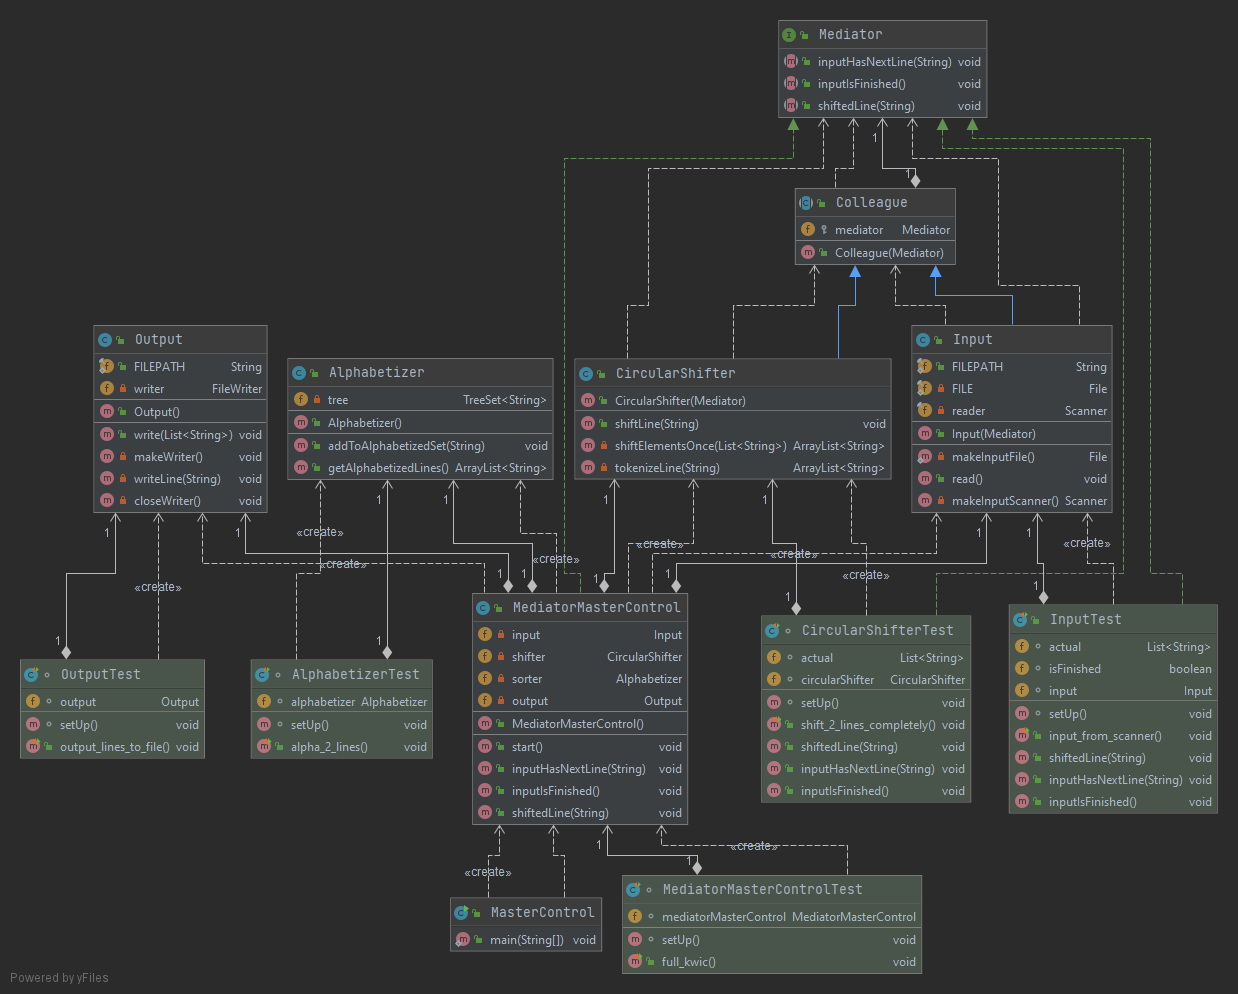 Mediator
inputHasNextLine(String) void
inputIsFinished() void
shiftedLine(String) void
1
1
Colleague
mediator Mediator
Colleague(Mediator)
Output
FILEPATH String
writer FileWriter
Output()
write(List<String>) void
makeWriter() void
writeLine(String) void
closeWriter() void
Alphabetizer
tree TreeSet<String>
Alphabetizer()
addToAlphabetizedSet(String) void
getAlphabetizedLines() ArrayList<String>
CircularShifter
CircularShifter(Mediator)
shiftLine(String) void
shiftElementsOnce(List<String>) ArrayList<String>
tokenizeLine(String) ArrayList<String>
Input
FILEPATH String
FILE File
reader Scanner
Input(Mediator)
makeInputFile() File
read() void
makeInputScanner() Scanner
1
1
1
1
1
1
1
1
«create»
«create»
«create»
«create»
«create»
«create»
«create»
«create»
1
1
1
1
1
1
1
1
MediatorMasterControl
input Input
shifter CircularShifter
sorter Alphabetizer
output Output
MediatorMasterControl()
start() void
inputHasNextLine(String) void
inputIsFinished() void
shiftedLine(String) void
CircularShifterTest
actual List<String>
circularShifter CircularShifter
setUp() void
shift_2_lines_completely() void
shiftedLine(String) void
inputHasNextLine(String) void
inputIsFinished() void
InputTest
actual List<String>
isFinished boolean
input Input
setUp() void
input_from_scanner() void
shiftedLine(String) void
inputHasNextLine(String) void
inputIsFinished() void
OutputTest
output Output
setUp() void
output_lines_to_file() void
AlphabetizerTest
alphabetizer Alphabetizer
setUp() void
alpha_2_lines() void
1
1
«create»
«create»
MasterControl
main(String[]) void
MediatorMasterControlTest
mediatorMasterControl MediatorMasterControl
setUp() void
full_kwic() void
Powered by yFiles